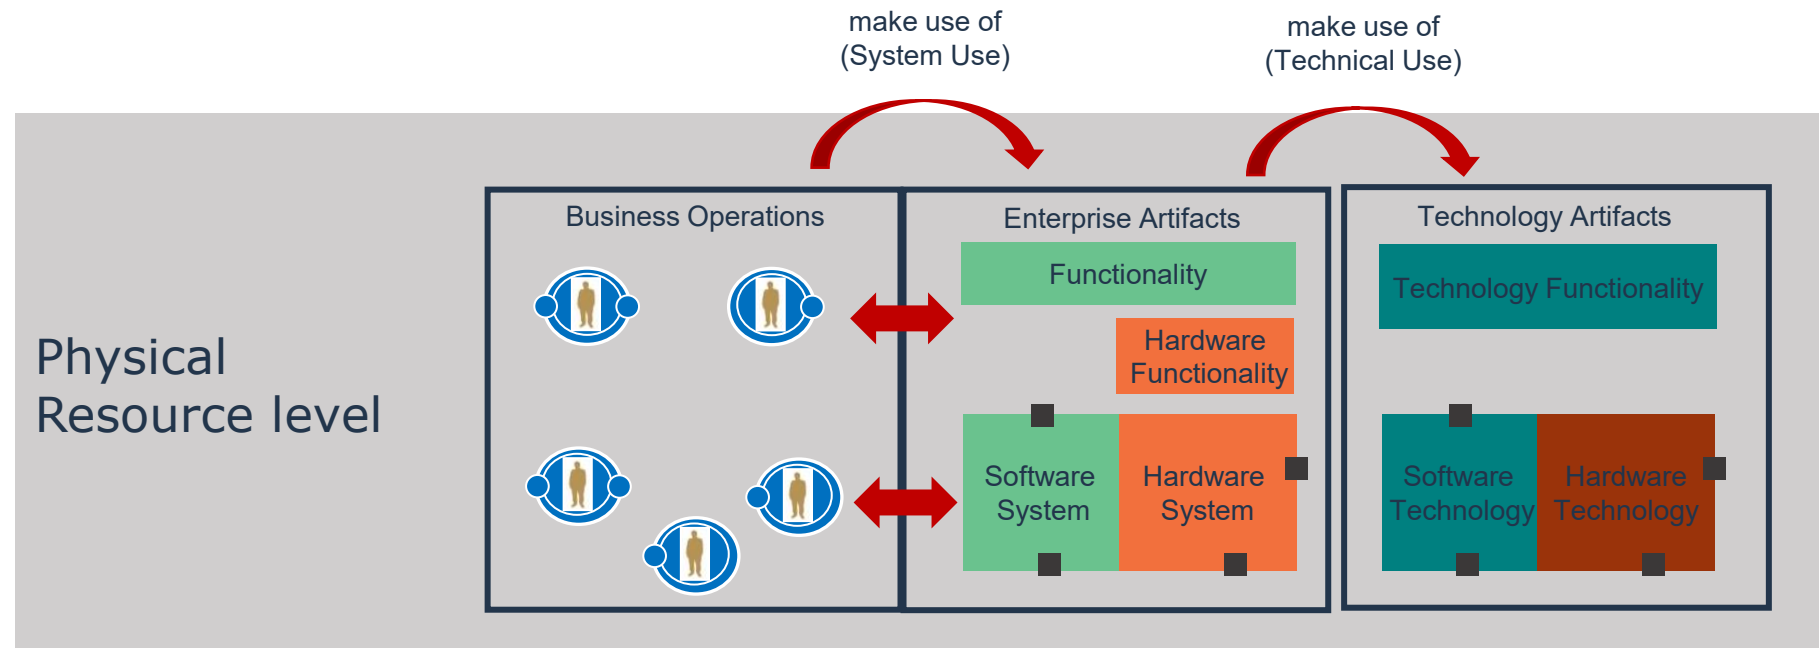 make use of
(System Use)
make use of
(Technical Use)
Physical
Resource level
Business Operations
Enterprise Artifacts
Functionality
Hardware
Functionality
Software
System
Hardware
System
Technology Artifacts
Technology Functionality
Software
Technology
Hardware
Technology